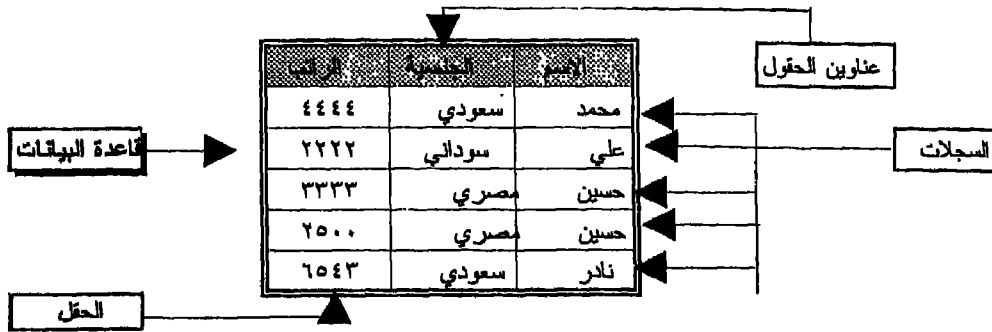 عناوين الحقول
الاسم الجنسية الراتب
محمد سعودي ٤٤٤٤
علي سوداني ٢٢٢٢
حسين مصري ٣٣٣٣
حسين مصري ٢٥٠٠
نادر سعودي ٦٥٤٣
السجلات
قاعدة البيانات
الحقل